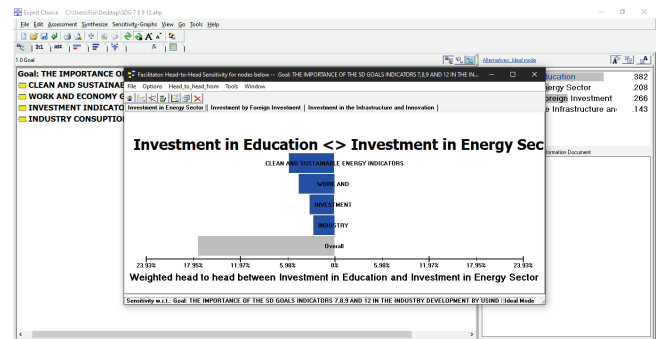 Expert Choice C:\Users\Foi\Desktop\SDG 7 8 9 12.ahp
File Edit Assessment Synthesize Sensitivity-Graphs View Go Tools Help
3:1 ABC
1.0 Goal
Alternatives: Ideal mode
Goal: THE IMPORTANCE O
CLEAN AND SUSTAINAE
WORK AND ECONOMY G
INVESTMENT INDICATO
INDUSTRY CONSUPTIO
ducation .382
ergy Sector .208
oreign Investment .266
e Infrastructure an .143
formation Document
Facilitator: Head-to-Head Sensitivity for nodes below -- Goal: THE IMPORTANCE OF THE SD GOALS INDICATORS 7,8,9 AND 12 IN THE IN...
File Options Head_to_head_from Tools Window
Investment in Energy Sector | Investment by Foreign Investment | Investment in the Infrastructure and Innovation |
Investment in Education <> Investment in Energy Sec
CLEAN AND SUSTAINABLE ENERGY INDICATORS
WORK AND
INVESTMENT
INDUSTRY
Overall
23.93% 17.95% 11.97% 5.98% 0% 5.98% 11.97% 17.95% 23.93%
Weighted head to head between Investment in Education and Investment in Energy Sector
Sensitivity w.r.t.: Goal: THE IMPORTANCE OF THE SD GOALS INDICATORS 7,8,9 AND 12 IN THE INDUSTRY DEVELOPMENT BY USIND Ideal Mode